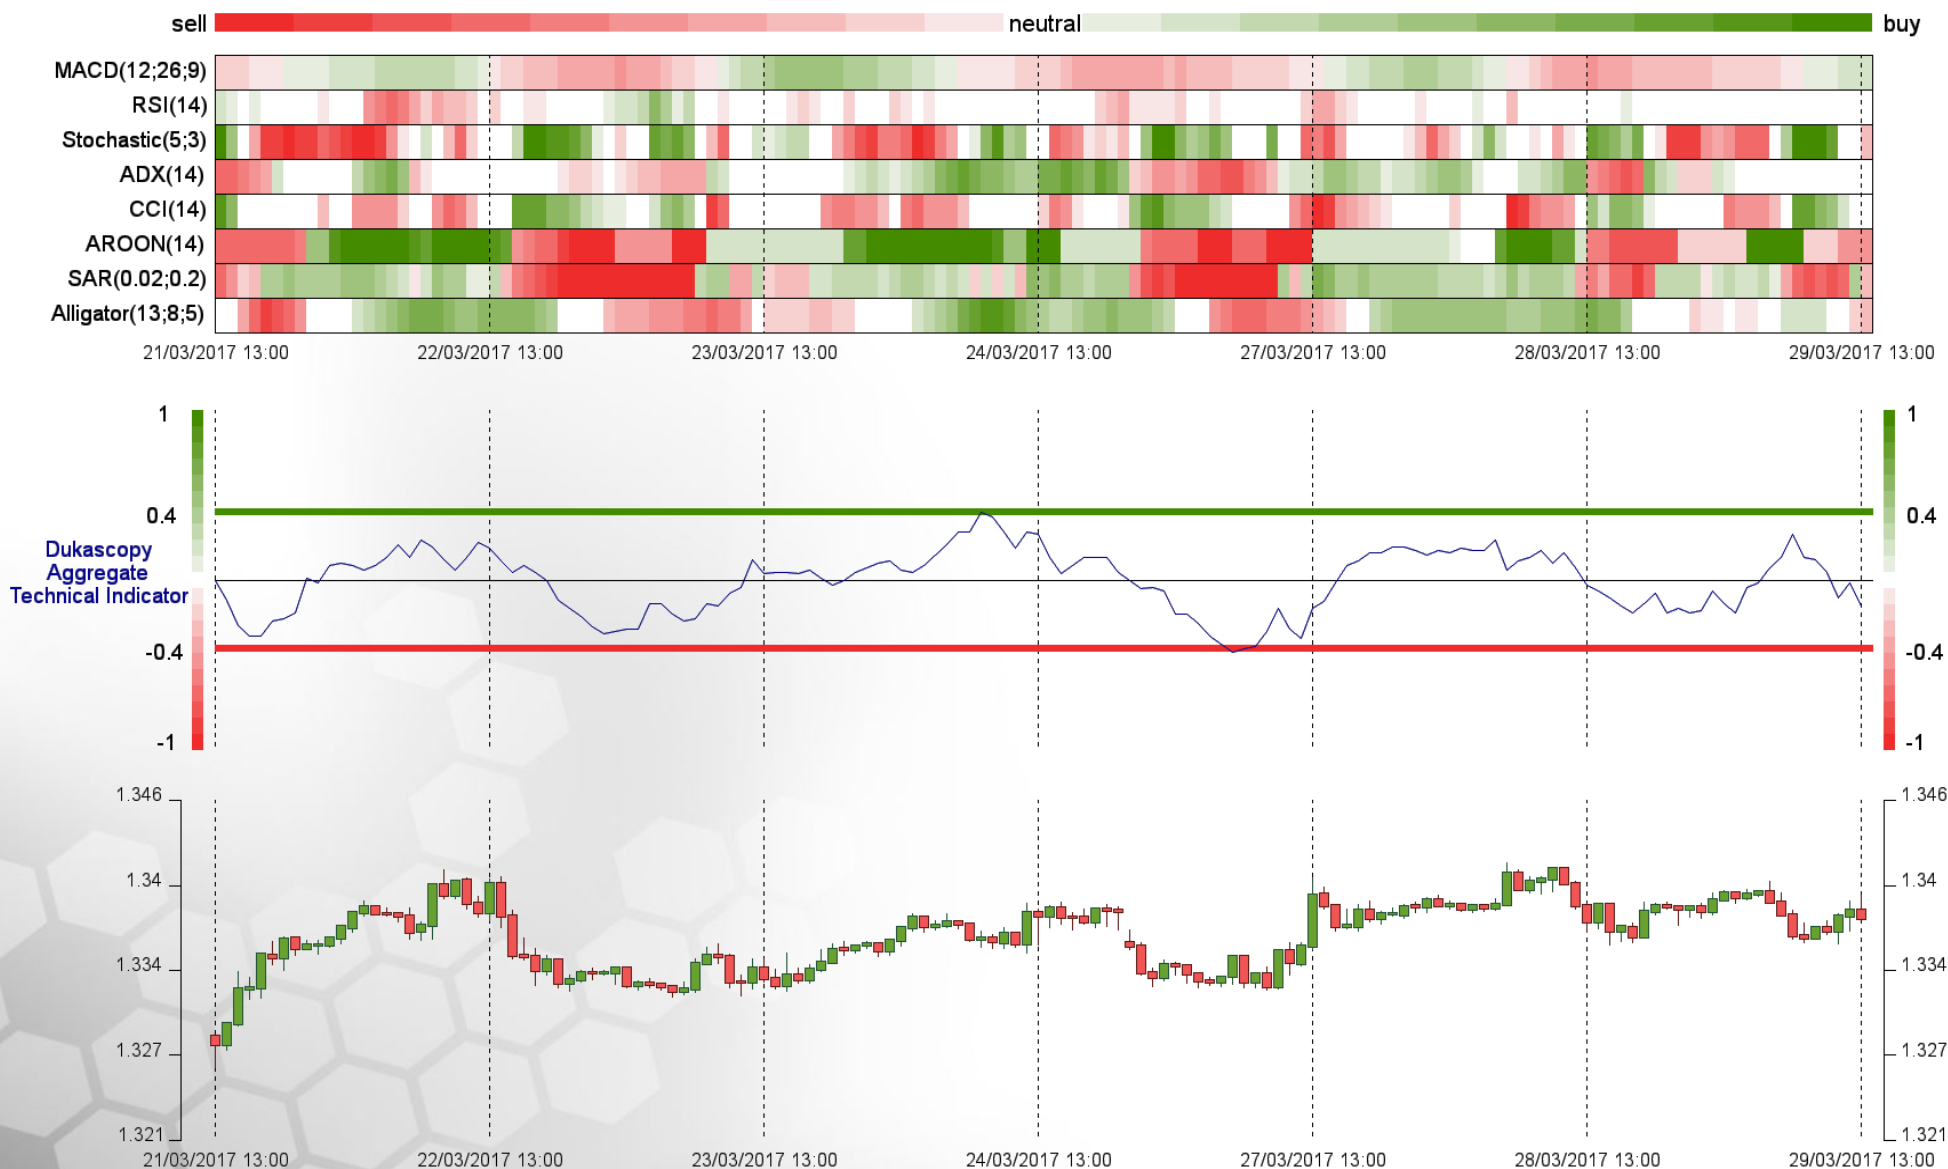 sell neutral buy
MACD(12;26;9)
RSI(14)
Stochastic(5;3)
ADX(14)
CCI(14)
AROON(14)
SAR(0.02;0.2)
Alligator(13;8;5)
21/03/2017 13:00 22/03/2017 13:00 23/03/2017 13:00 24/03/2017 13:00 27/03/2017 13:00 28/03/2017 13:00 29/03/2017 13:00
1 1
0.4 0.4
Dukascopy
Aggregate
Technical Indicator
-0.4 -0.4
-1 -1
1.346 1.346
1.34 1.34
1.334 1.334
1.327 1.327
1.321 1.321
21/03/2017 13:00 22/03/2017 13:00 23/03/2017 13:00 24/03/2017 13:00 27/03/2017 13:00 28/03/2017 13:00 29/03/2017 13:00